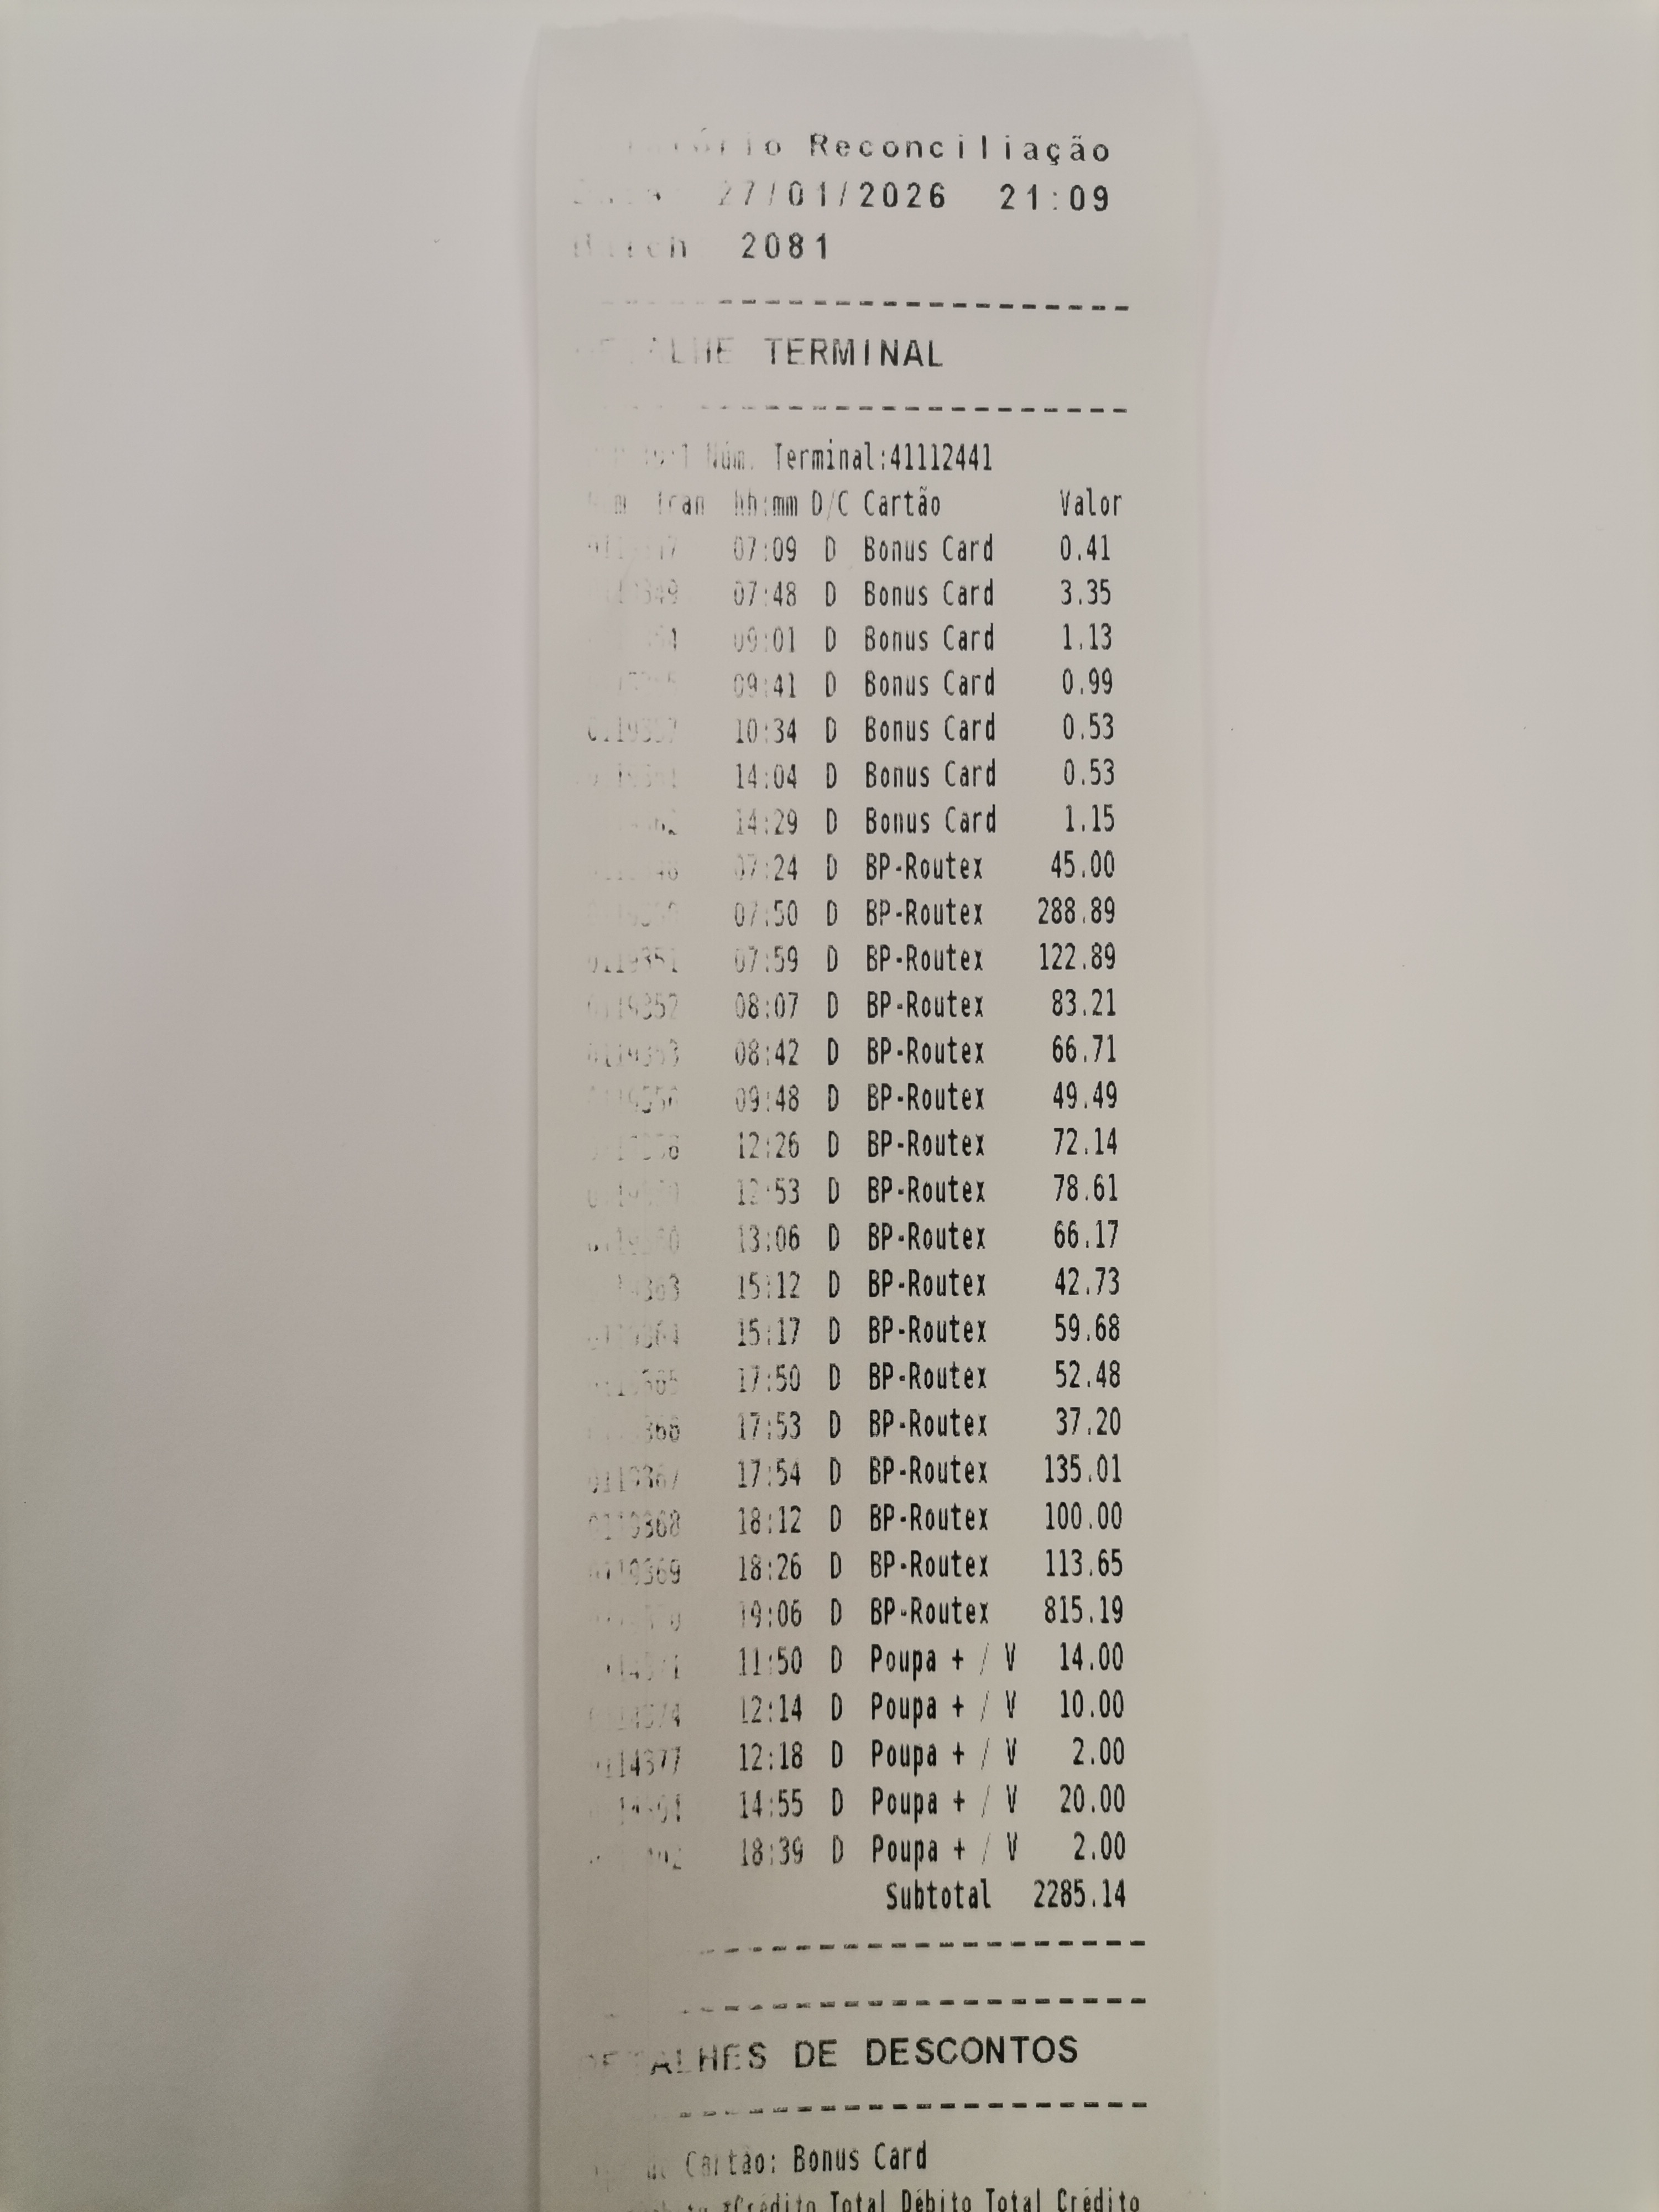 Reconciliação
27/01/2026 21:09
2081
TERMINAL
Núm. Terminal:41112441
Tran hh:mm D/C Cartão Valor
07:09 D Bonus Card 0.41
07:48 D Bonus Card 3.35
09:01 D Bonus Card 1.13
09:41 D Bonus Card 0.99
10:34 D Bonus Card 0.53
14:04 D Bonus Card 0.53
14:29 D Bonus Card 1.15
07:24 D BP-Routex 45.00
07:50 D BP-Routex 288.89
0119351 07:59 D BP-Routex 122.89
0119352 08:07 D BP-Routex 83.21
0119353 08:42 D BP-Routex 66.71
09:48 D BP-Routex 49.49
12:26 D BP-Routex 72.14
12:53 D BP-Routex 78.61
13:06 D BP-Routex 66.17
15:12 D BP-Routex 42.73
15:17 D BP-Routex 59.68
17:50 D BP-Routex 52.48
17:53 D BP-Routex 37.20
0119367 17:54 D BP-Routex 135.01
0119368 18:12 D BP-Routex 100.00
0119369 18:26 D BP-Routex 113.65
19:06 D BP-Routex 815.19
11:50 D Poupa + / V 14.00
12:14 D Poupa + / V 10.00
0114377 12:18 D Poupa + / V 2.00
14:55 D Poupa + / V 20.00
18:39 D Poupa + / V 2.00
Subtotal 2285.14
DETALHES DE DESCONTOS
de Cartão: Bonus Card
Total Débito Total Crédito